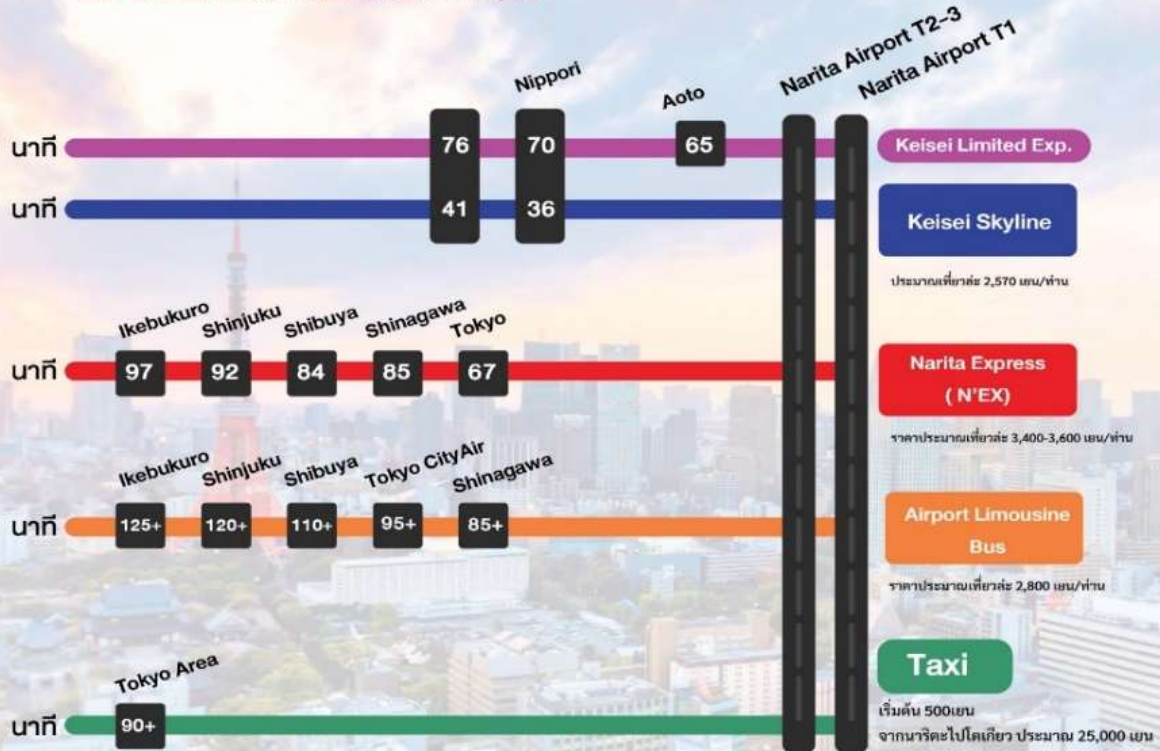 Narita Airport T2-3
Narita Airport T1
Nippori
Aoto
นาที
76
70
65
Keisei Limited Exp.
นาที
41
36
Keisei Skyline
ประมาณเที่ยวล่ะ 2,570 เยน/ท่าน
Ikebukuro
Shinjuku
Shibuya
Shinagawa
Tokyo
นาที
97
92
84
85
67
Narita Express
( N'EX)
ราคาประมาณเที่ยวล่ะ 3,400-3,600 เยน/ท่าน
Ikebukuro
Shinjuku
Shibuya
Tokyo CityAir
Shinagawa
นาที
125+
120+
110+
95+
85+
Airport Limousine
Bus
ราคาประมาณเที่ยวล่ะ 2,800 เยน/ท่าน
Tokyo Area
นาที
90+
Taxi
เริ่มต้น 500เยน
จากนาริตะไปโตเกียว ประมาณ 25,000 เยน